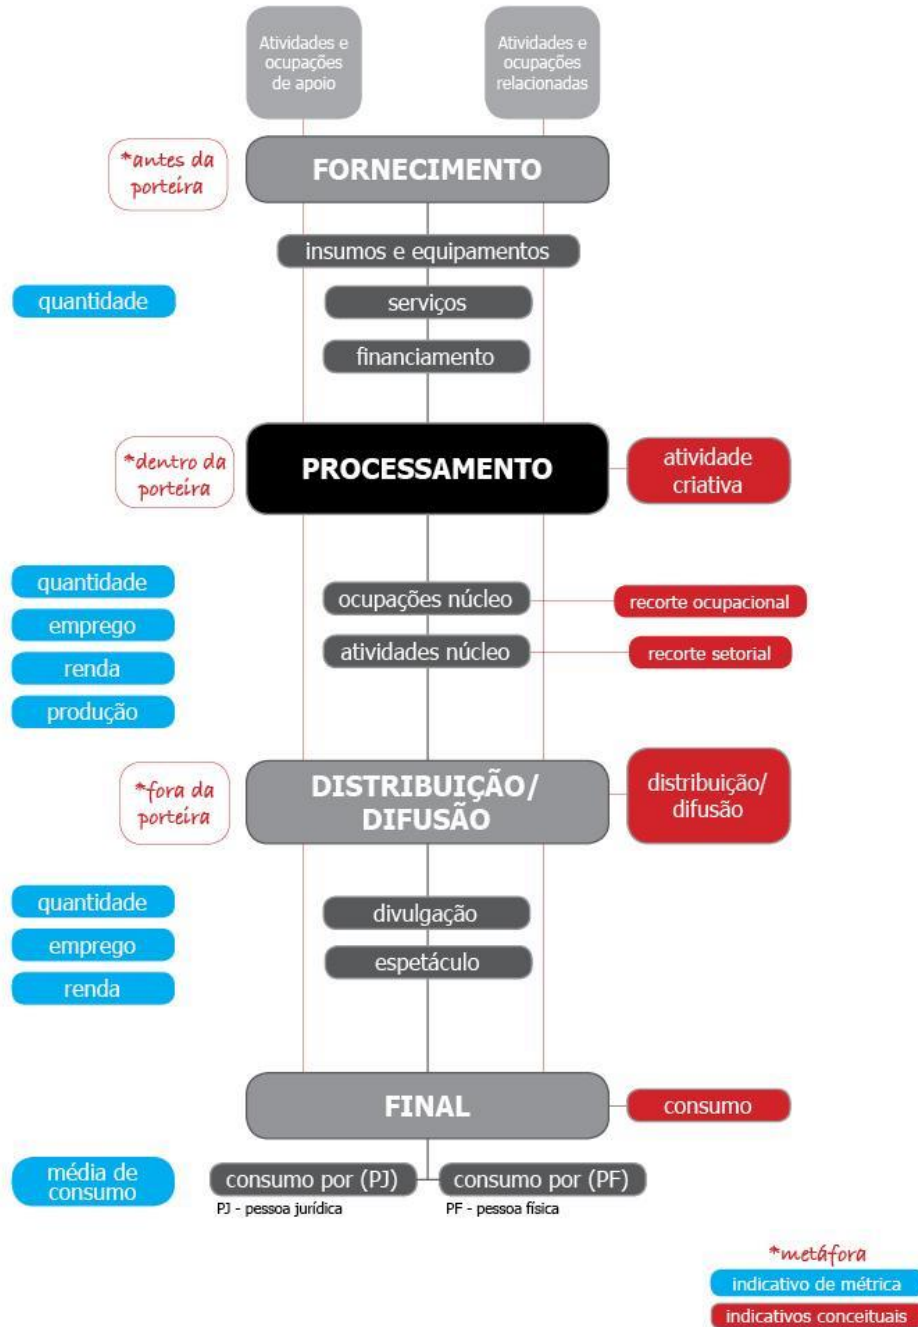 Atividades e
ocupações
de apoio
Atividades e
ocupações
relacionadas
*antes da
porteira
FORNECIMENTO
insumos e equipamentos
quantidade
serviços
financiamento
*dentro da
porteira
PROCESSAMENTO
atividade
criativa
quantidade
ocupações núcleo
recorte ocupacional
emprego
atividades núcleo
recorte setorial
renda
produção
*fora da
porteira
DISTRIBUIÇÃO/
DIFUSÃO
distribuição/
difusão
quantidade
divulgação
emprego
espetáculo
renda
FINAL
consumo
média de
consumo
consumo por (PJ)
consumo por (PF)
PJ - pessoa jurídica
PF - pessoa física
*metáfora
indicativo de métrica
indicativos conceituais